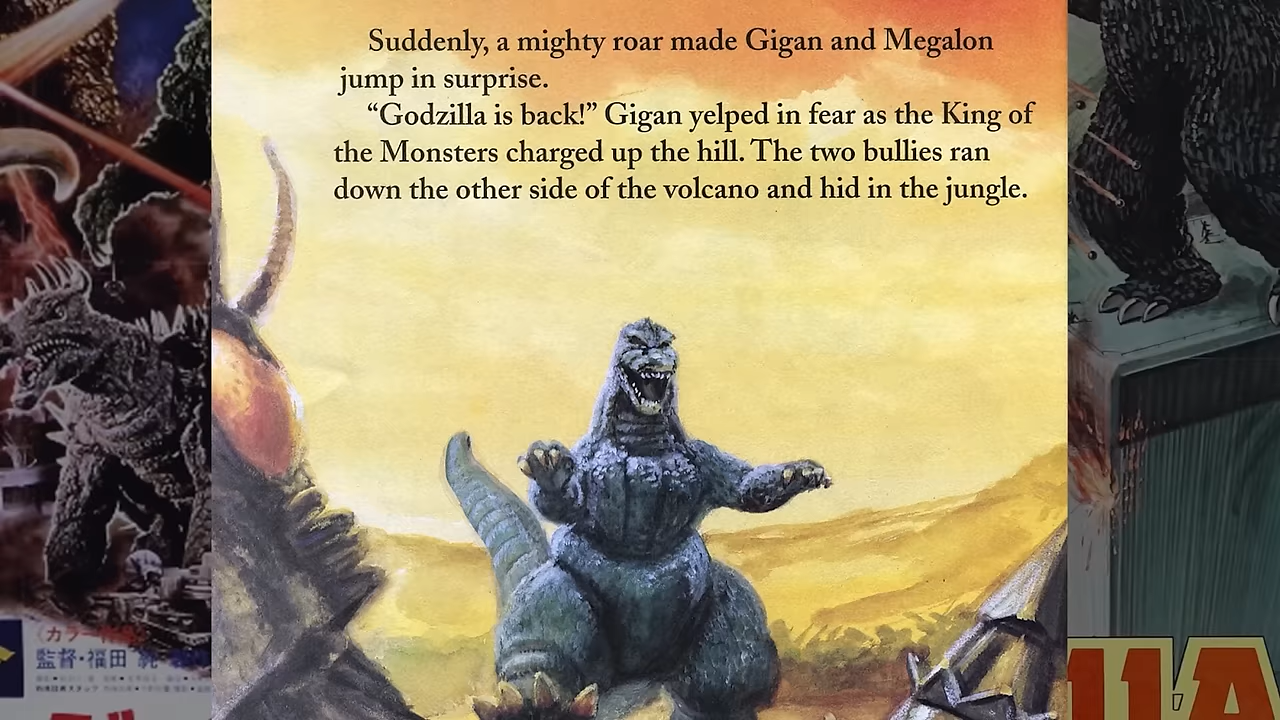 Suddenly, a mighty roar made Gigan and Megalon
jump in surprise.
“Godzilla is back!” Gigan yelped in fear as the King of
the Monsters charged up the hill. The two bullies ran
down the other side of the volcano and hid in the jungle.
監督・福田